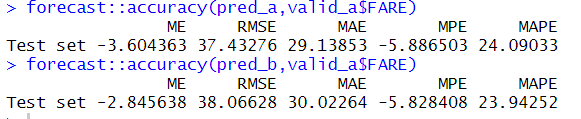 > forecast::accuracy(pred_a,valid_a$FARE)
ME RMSE MAE MPE MAPE
Test set -3.604363 37.43276 29.13853 -5.886503 24.09033
> forecast::accuracy(pred_b,valid_a$FARE)
ME RMSE MAE MPE MAPE
Test set -2.845638 38.06628 30.02264 -5.828408 23.94252